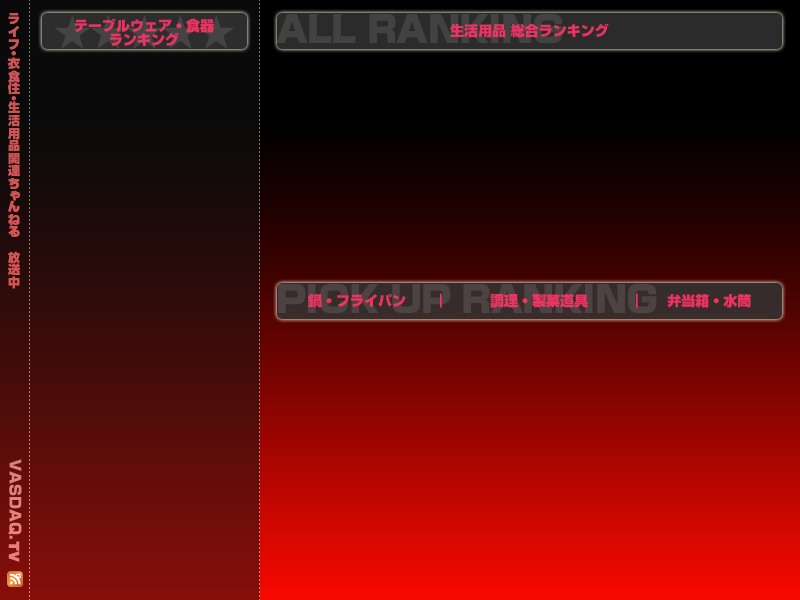 ライフ・衣食住・生活用品関連ちゃんねる 放送中
VASDAQ.TV
テーブルウェア・食器
ランキング
ALL RANKING
生活用品 総合ランキング
PICK UP RANKING
鍋・フライパン | 調理・製菓道具 | 弁当箱・水筒